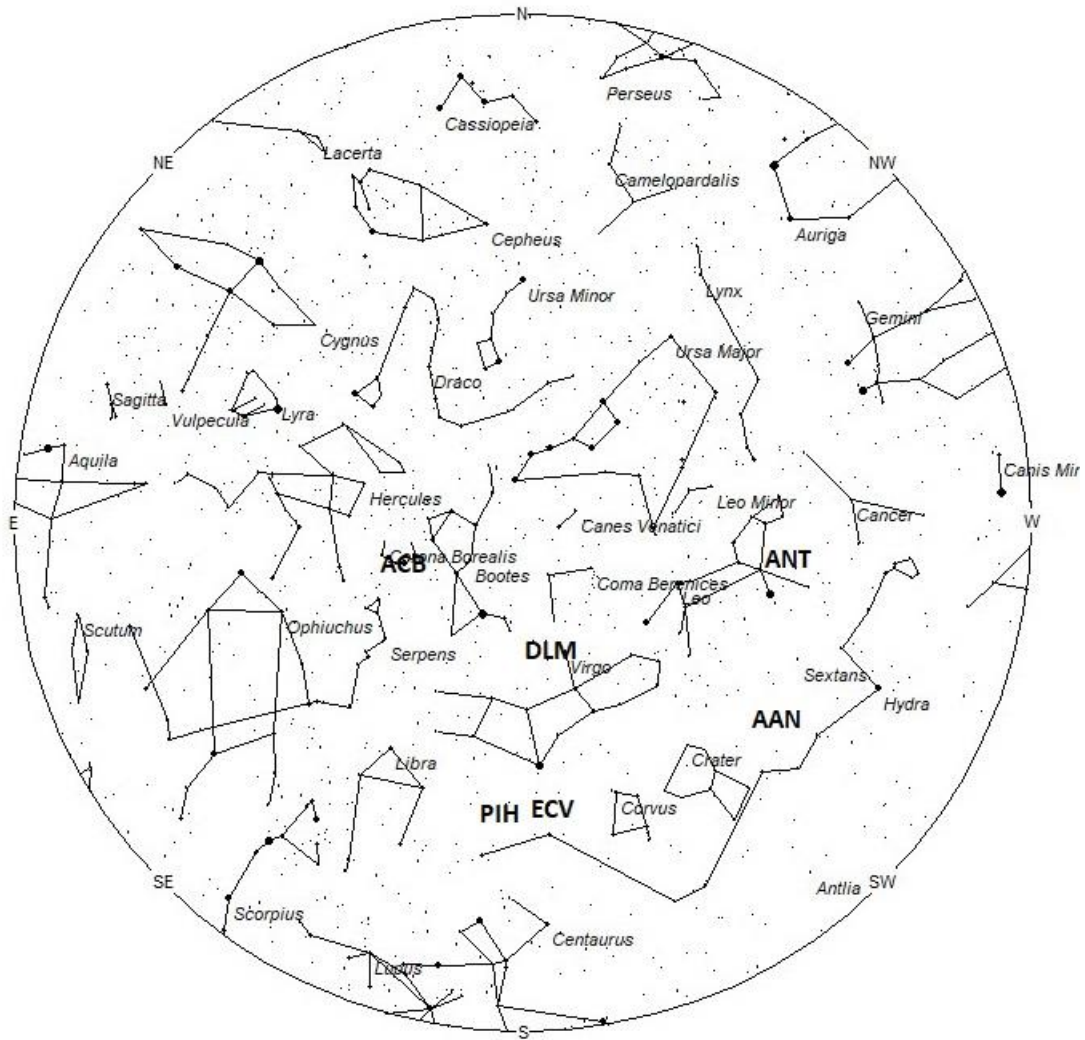 N
Perseus
Cassiopeia
Lacerta
NE
NW
Camelopardalis
Auriga
Cepheus
Ursa Minor
Lynx
Gemini
Cygnus
Ursa Major
Draco
Sagitta
Vulpecula
Lyra
Aquila
Canis Min
Hercules
Leo Minor
Cancer
E
Canes Venatici
W
Corona Borealis
ACB
ANT
Bootes
Coma Berenices
Leo
Scutum
Ophiuchus
Serpens
DLM
Virgo
Sextans
Hydra
AAN
Libra
Crater
PIH ECV
Corvus
SE
SW
Antlia
Scorpius
Centaurus
Lupus
S